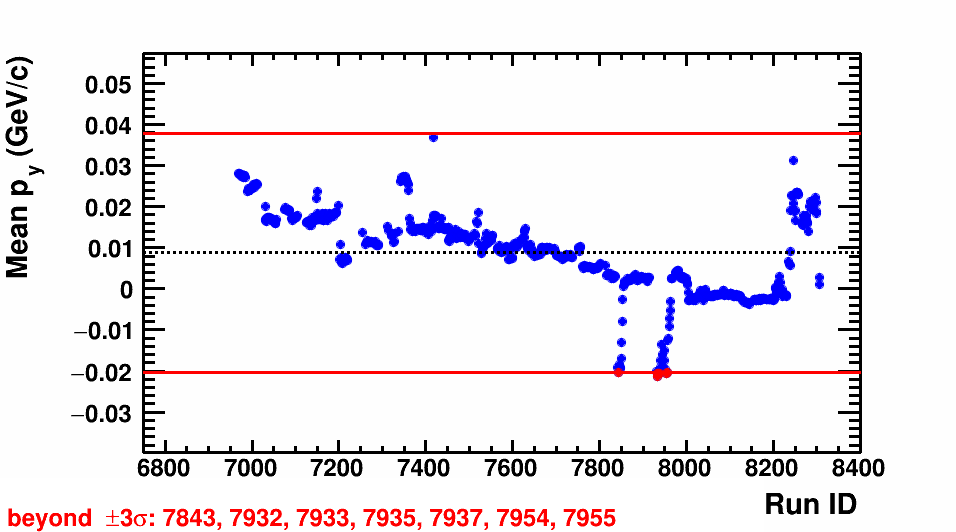 Mean p_y (GeV/c)
0.05
0.04
0.03
0.02
0.01
0
−0.01
−0.02
−0.03
6800 7000 7200 7400 7600 7800 8000 8200 8400
Run ID
beyond ±3σ: 7843, 7932, 7933, 7935, 7937, 7954, 7955